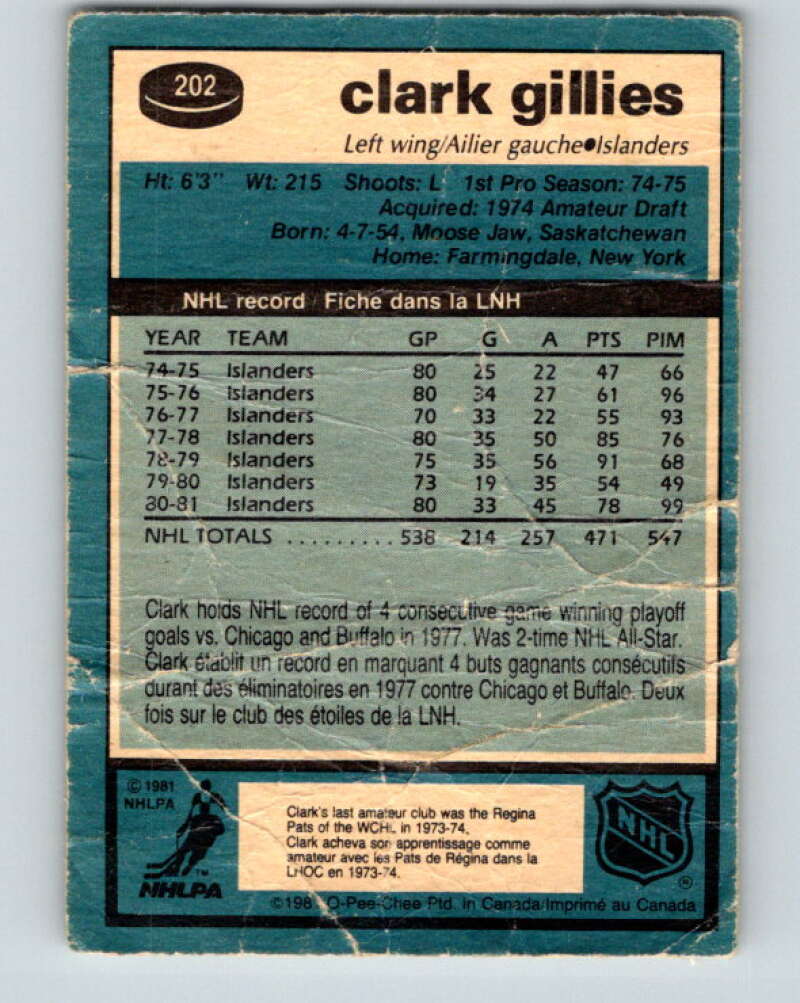 202
clark gillies
Left wing/Ailier gauche●Islanders
Ht: 6'3" Wt: 215 Shoots: L 1st Pro Season: 74-75
Acquired: 1974 Amateur Draft
Born: 4-7-54, Moose Jaw, Saskatchewan
Home: Farmingdale, New York
NHL record / Fiche dans la LNH
YEAR TEAM GP G A PTS PIM
74-75 Islanders 80 25 22 47 66
75-76 Islanders 80 34 27 61 96
76-77 Islanders 70 33 22 55 93
77-78 Islanders 80 35 50 85 76
78-79 Islanders 75 35 56 91 68
79-80 Islanders 73 19 35 54 49
80-81 Islanders 80 33 45 78 99
NHL TOTALS ......... 538 214 257 471 547
Clark holds NHL record of 4 consecutive game winning playoff
goals vs. Chicago and Buffalo in 1977. Was 2-time NHL All-Star.
Clark établit un record en marquant 4 buts gagnants consécutifs
durant des éliminatoires en 1977 contre Chicago et Buffalo. Deux
fois sur le club des étoiles de la LNH.
© 1981
NHLPA
Clark's last amateur club was the Regina
Pats of the WCHL in 1973-74.
Clark acheva son apprentissage comme
amateur avec les Pats de Régina dans la
LHOC en 1973-74.
NHL
®
TM
NHLPA
©1981 O-Pee-Chee Ptd. in Canada/Imprimé au Canada